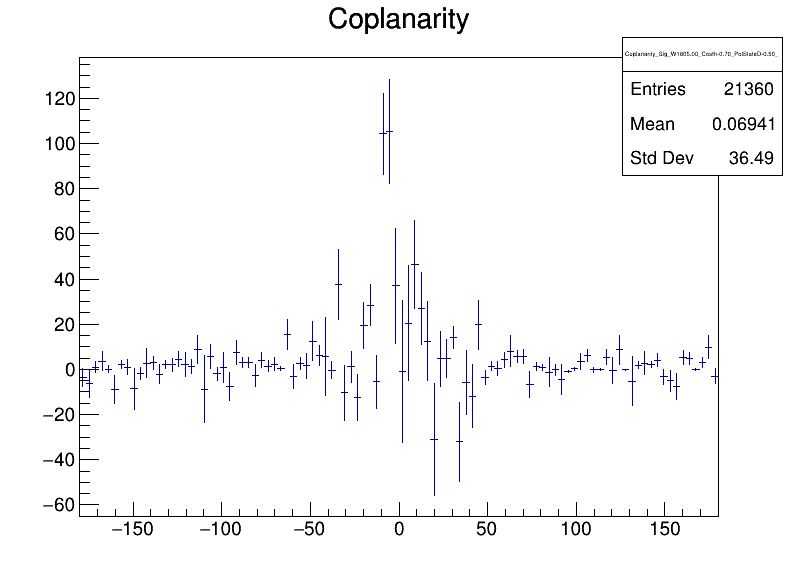 Coplanarity
Coplanarity_Sig_W1805.00_Costh-0.70_PolStateD-0.50_
Entries 21360
Mean 0.06941
Std Dev 36.49
120
100
80
60
40
20
0
−20
−40
−60
−150 −100 −50 0 50 100 150